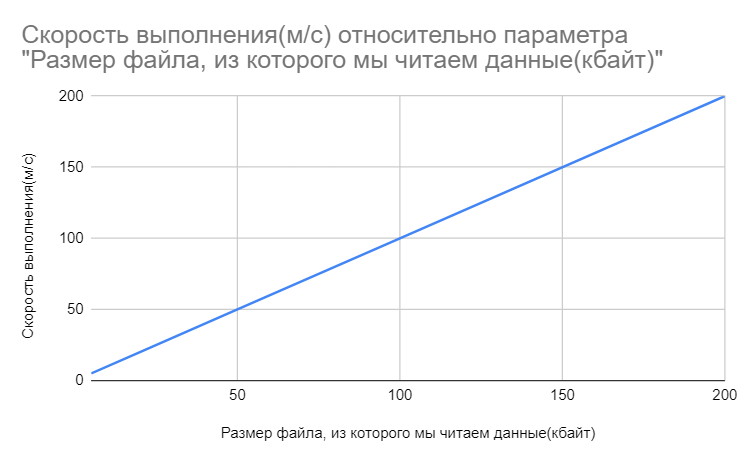 Скорость выполнения(м/с) относительно параметра
"Размер файла, из которого мы читаем данные(кбайт)"
Скорость выполнения(м/с)
200
150
100
50
0
50
100
150
200
Размер файла, из которого мы читаем данные(кбайт)